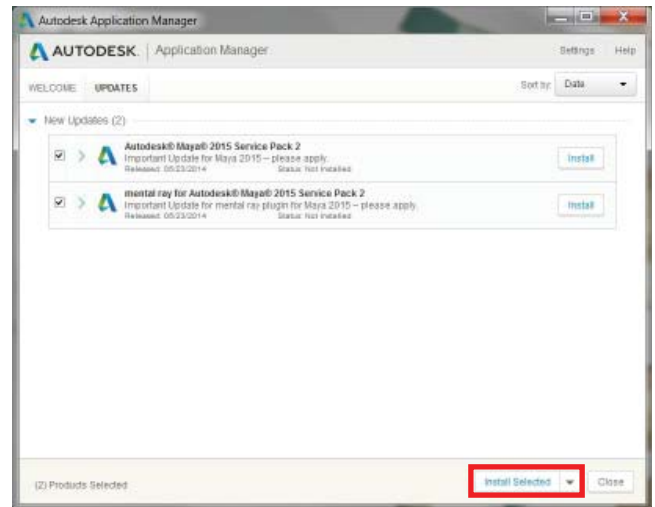 Autodesk Application Manager
AUTODESK. Application Manager
Settings Help
WELCOME UPDATES
Sort by: Date
New Updates (2)
Autodesk® Maya® 2015 Service Pack 2
Important Update for Maya 2015 – please apply.
Released: 05/23/2014 Status: Not Installed
Install
mental ray for Autodesk® Maya® 2015 Service Pack 2
Important Update for mental ray plugin for Maya 2015 – please apply.
Released: 05/23/2014 Status: Not Installed
Install
(2) Products Selected
Install Selected
Close